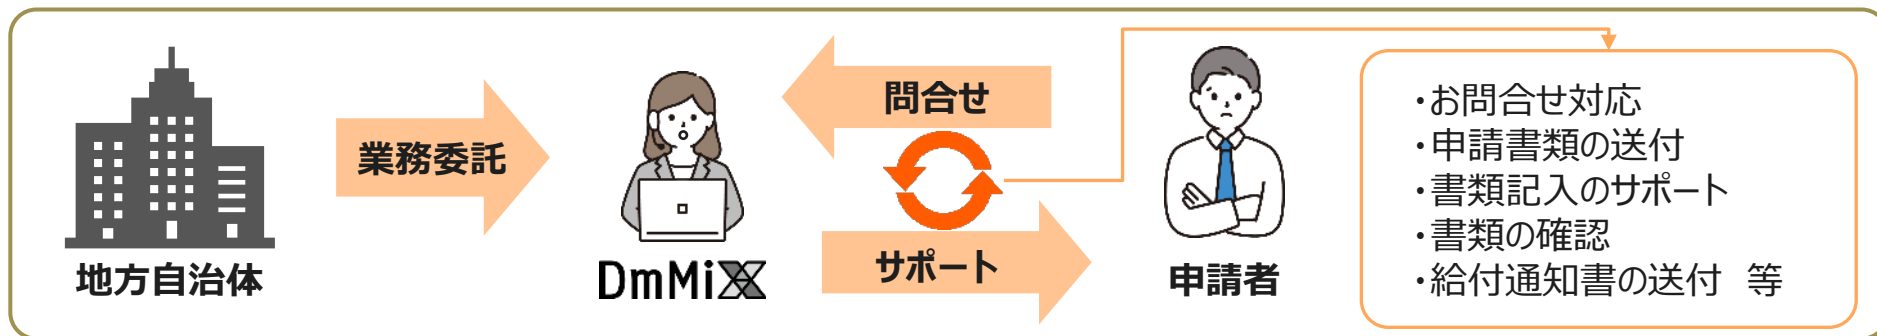 地方自治体
業務委託
DmMiX
問合せ
サポート
申請者
・お問合せ対応
・申請書類の送付
・書類記入のサポート
・書類の確認
・給付通知書の送付　等